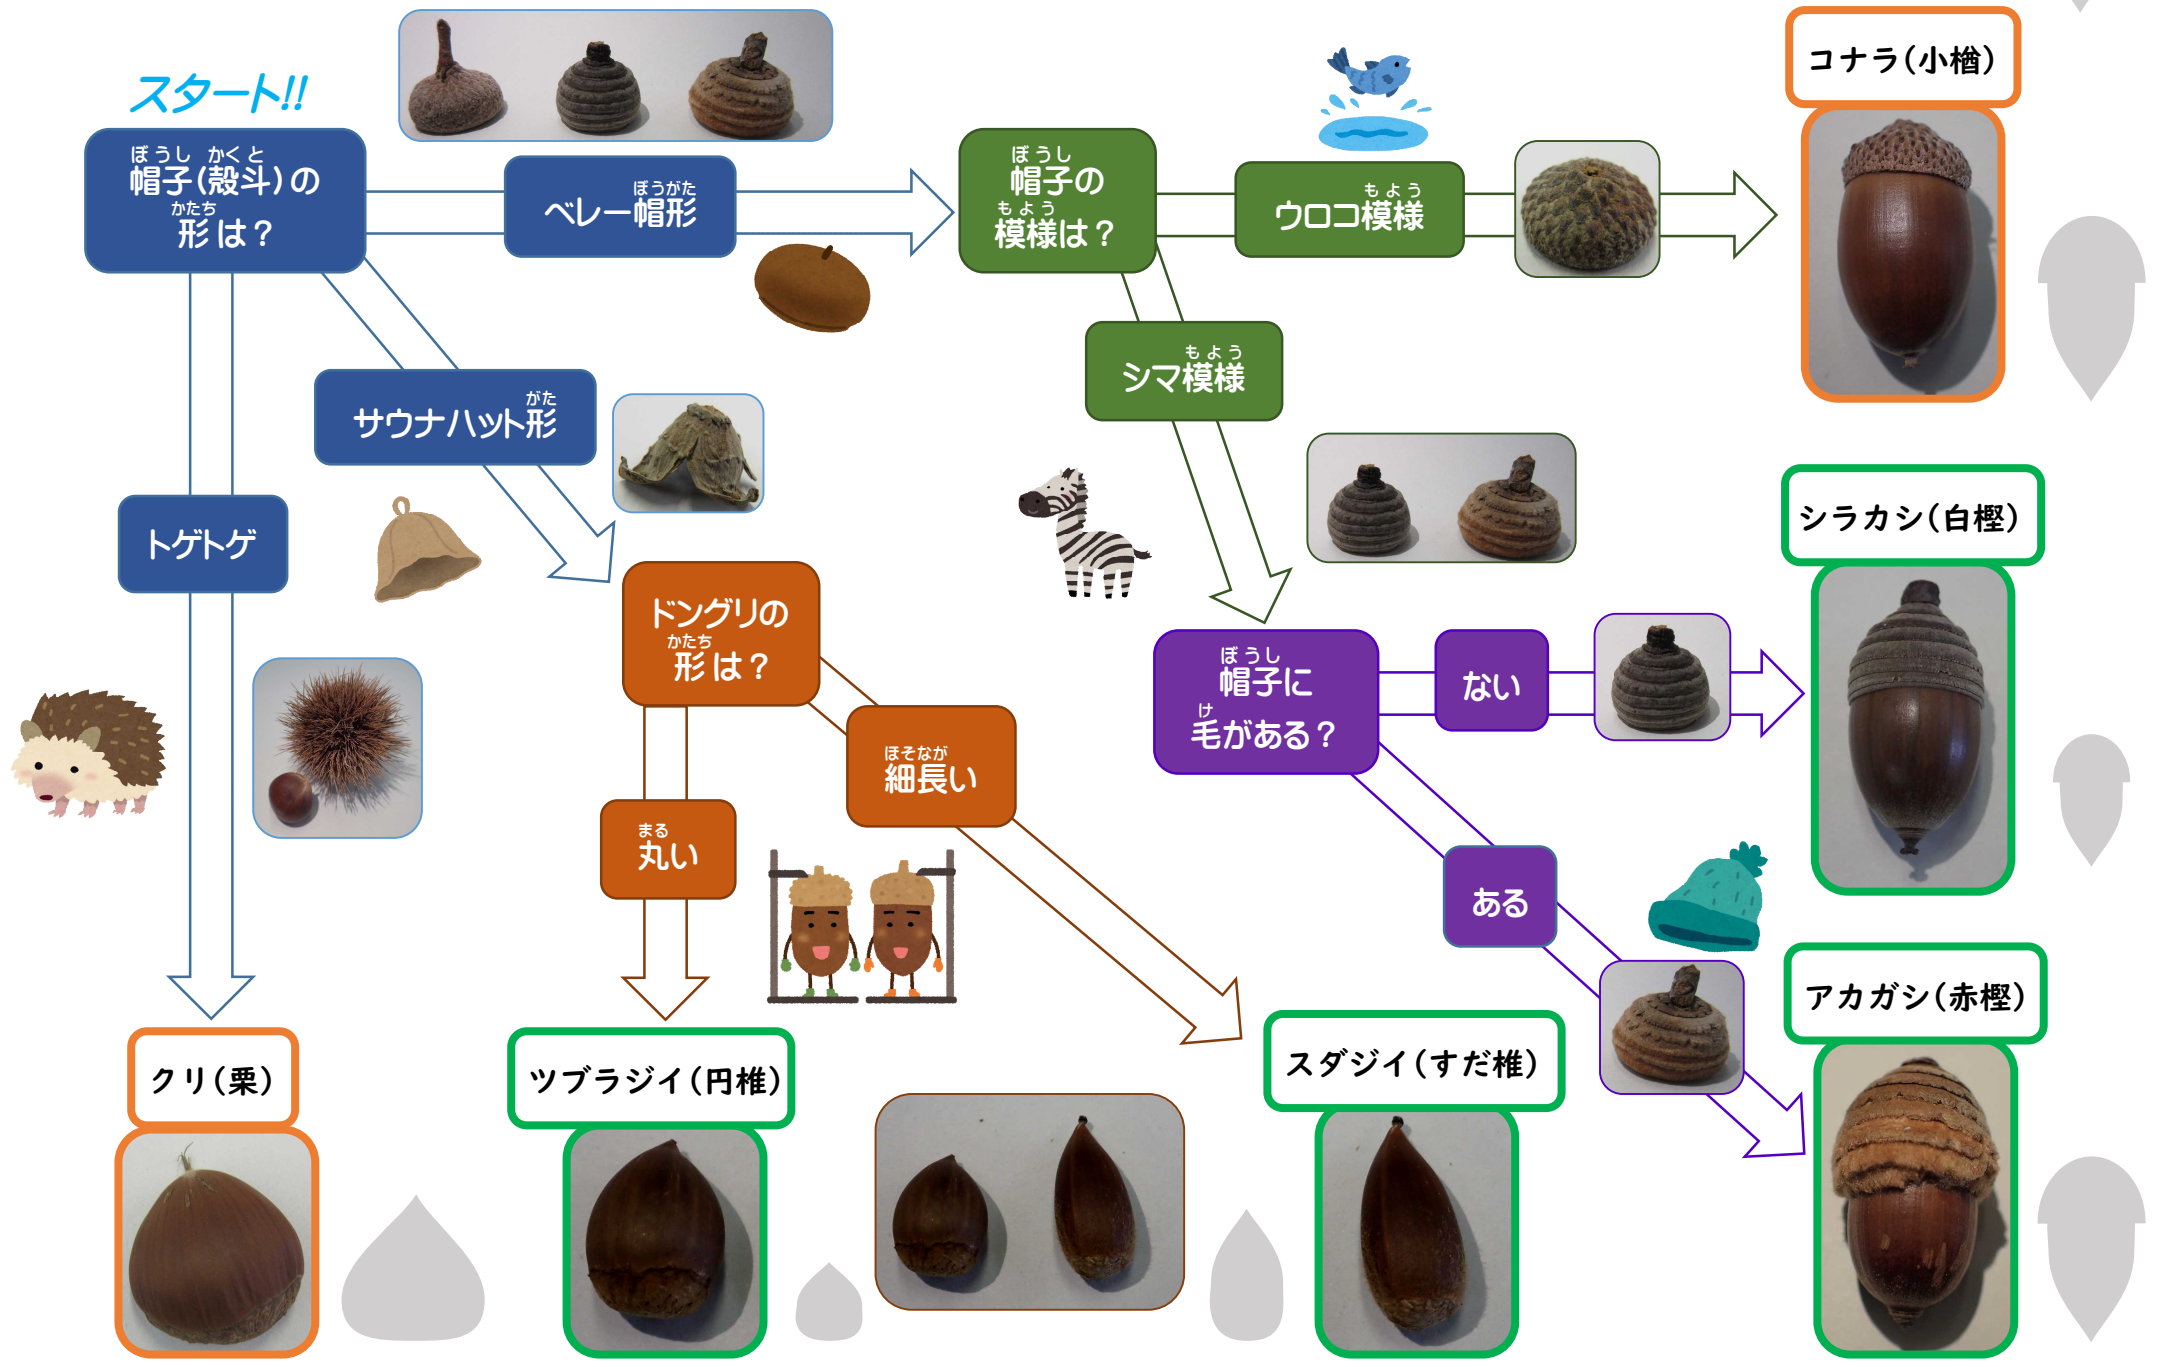 スタート!!
ぼうし かくと
帽子(殻斗)の
かたち
形は？
ぼうがた
ベレー帽形
ぼうし
帽子の
もよう
模様は？
もよう
ウロコ模様
コナラ(小楢)
もよう
シマ模様
がた
サウナハット形
トゲトゲ
ドングリの
かたち
形は？
ほそなが
細長い
まる
丸い
ぼうし
帽子に
け
毛がある？
ない
シラカシ(白樫)
ある
アカガシ(赤樫)
クリ(栗)
ツブラジイ(円椎)
スダジイ(すだ椎)